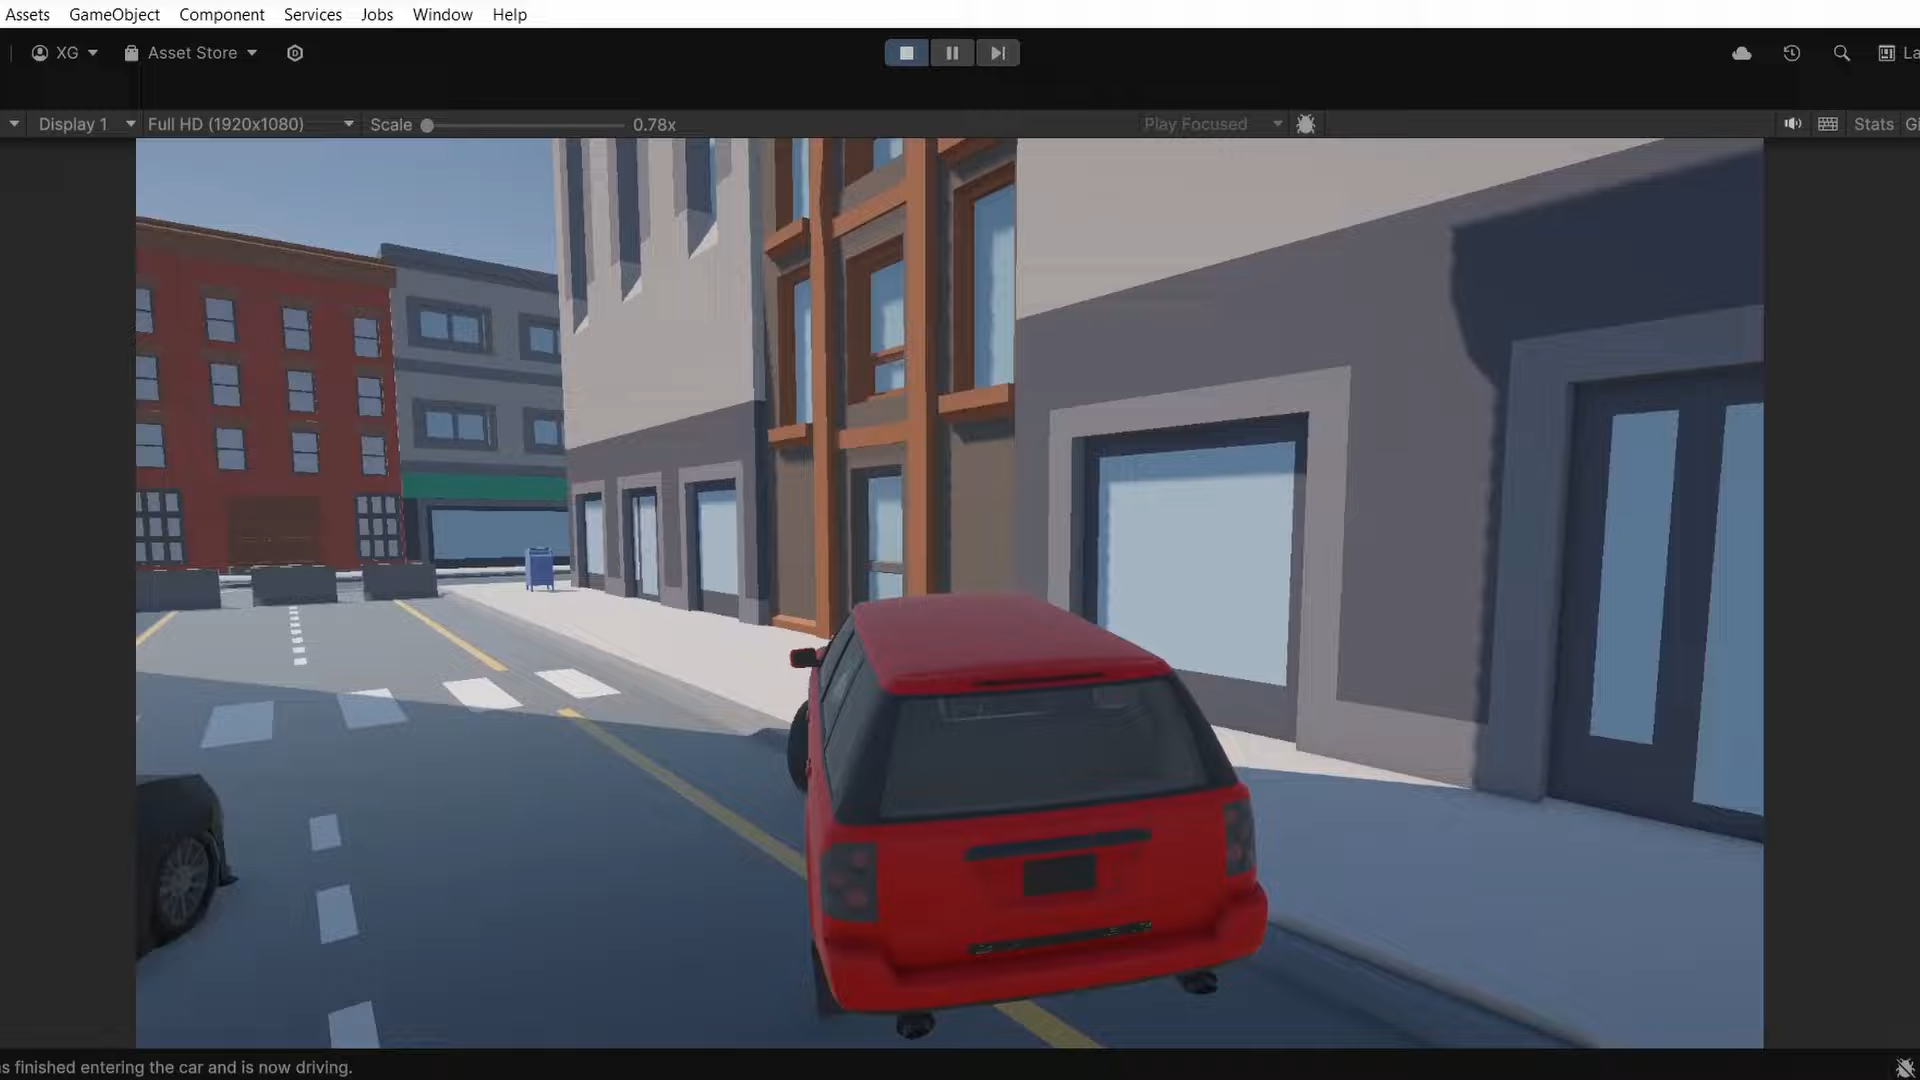 Assets GameObject Component Services Jobs Window Help
XG Asset Store
Display 1 Full HD (1920x1080) Scale 0.78x Play Focused Stats
finished entering the car and is now driving.